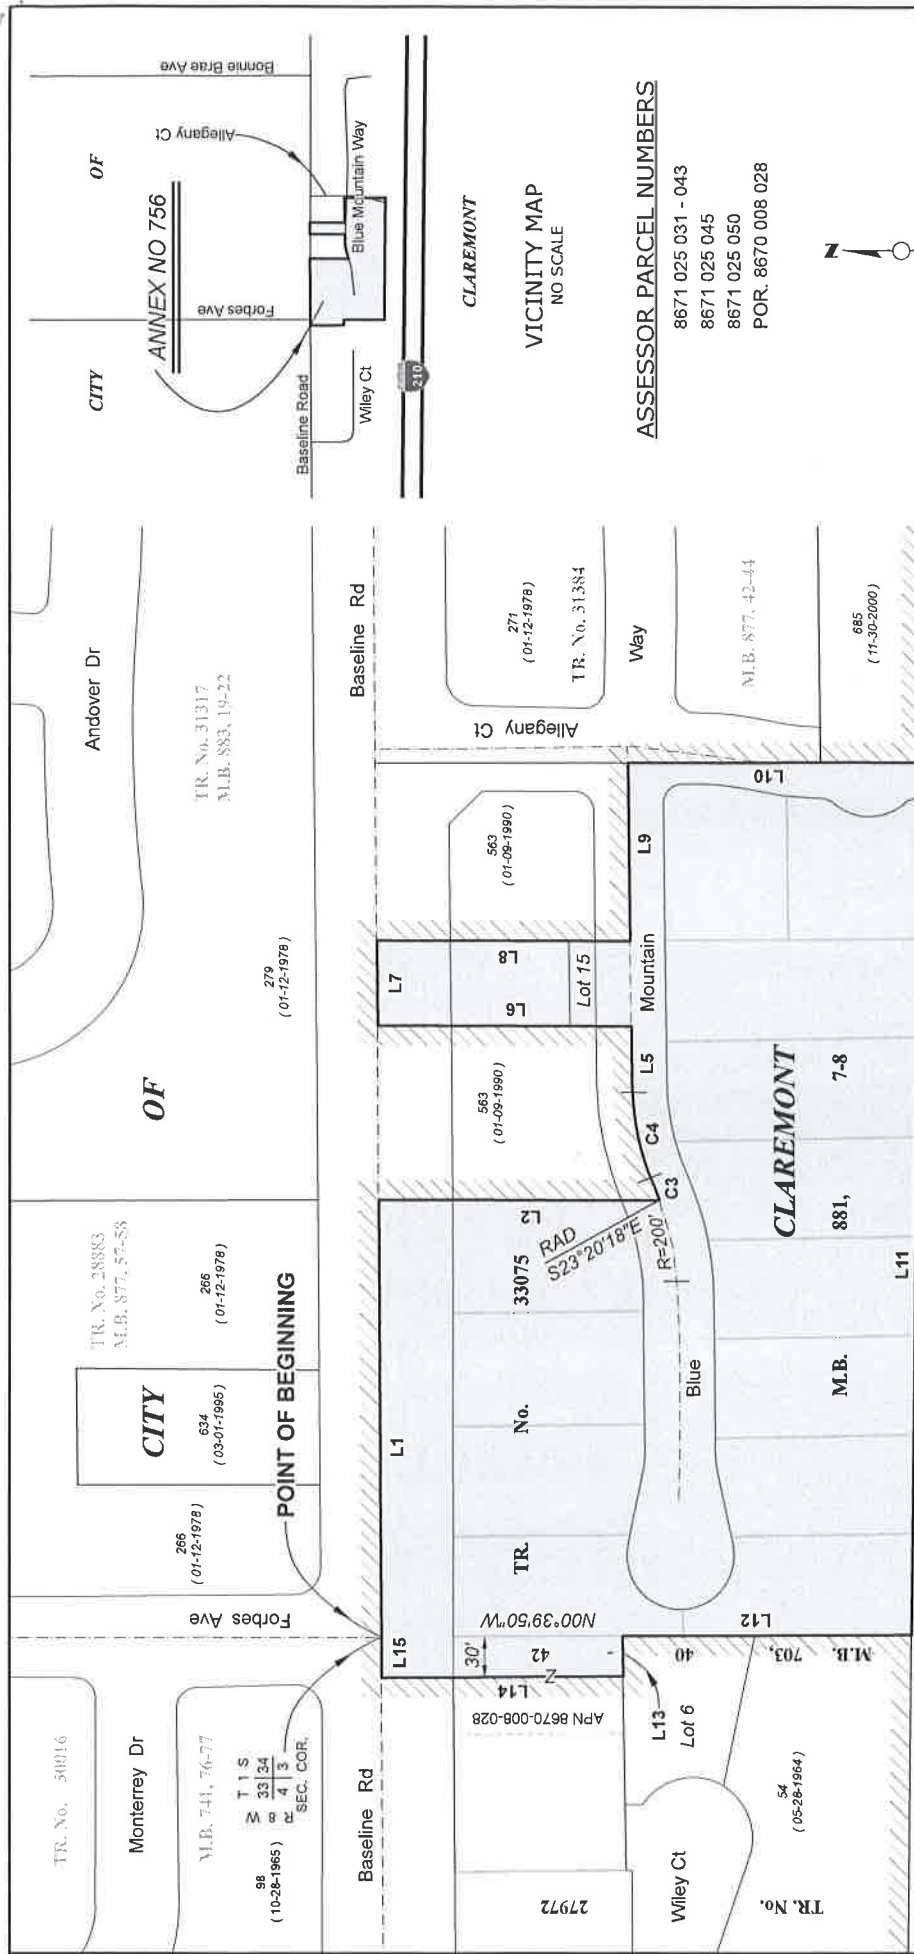 TR. No. 30016
Monterrey Dr
M.B. 741, 76-77
98
( 10-28-1965 )
T 1 S
33 34
4 3
R 8 W
SEC. COR.
Baseline Rd
Forbes Ave
266
( 01-12-1978 )
CITY
634
( 03-01-1995 )
TR. No. 28883
M.B. 877, 57-58
266
( 01-12-1978 )
POINT OF BEGINNING
OF
279
( 01-12-1978 )
Andover Dr
TR. No. 31317
M.B. 883, 19-22
Baseline Rd
L15
L1
L7
563
( 01-09-1990 )
L6
L8
Lot 15
563
( 01-09-1990 )
Allegany Ct
271
( 01-12-1978 )
TR. No. 31384
Way
M.B. 877, 42-44
685
( 11-30-2000 )
30'
42
N00°39'50"W
L14
APN 8670-008-028
TR.
No.
33075
L2
RAD
S23°20'18"E
R=200'
C3
C4
L5
Mountain
L9
L10
Blue
CLAREMONT
M.B.
881,
7-8
L11
L12
L13
Lot 6
40
M.B. 703,
27972
Wiley Ct
54
( 05-28-1964 )
TR. No.
CITY
OF
ANNEX NO 756
Forbes Ave
Allegany Ct
Bonnie Brae Ave
Baseline Road
Wiley Ct
Blue Mountain Way
210
CLAREMONT
VICINITY MAP
NO SCALE
ASSESSOR PARCEL NUMBERS
8671 025 031 - 043
8671 025 045
8671 025 050
POR. 8670 008 028
N